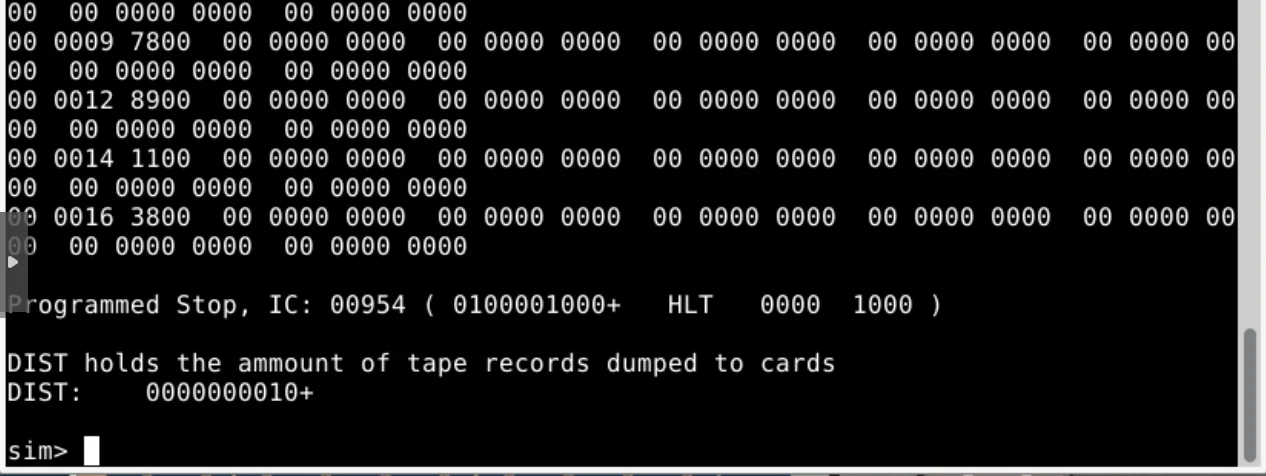 00  00 0000 0000  00 0000 0000
00 0009 7800  00 0000 0000  00 0000 0000  00 0000 0000  00 0000 0000  00 0000 00
00  00 0000 0000  00 0000 0000
00 0012 8900  00 0000 0000  00 0000 0000  00 0000 0000  00 0000 0000  00 0000 00
00  00 0000 0000  00 0000 0000
00 0014 1100  00 0000 0000  00 0000 0000  00 0000 0000  00 0000 0000  00 0000 00
00  00 0000 0000  00 0000 0000
00 0016 3800  00 0000 0000  00 0000 0000  00 0000 0000  00 0000 0000  00 0000 00
00  00 0000 0000  00 0000 0000
Programmed Stop, IC: 00954 ( 0100001000+   HLT   0000  1000 )
DIST holds the ammount of tape records dumped to cards
DIST:    0000000010+
sim>